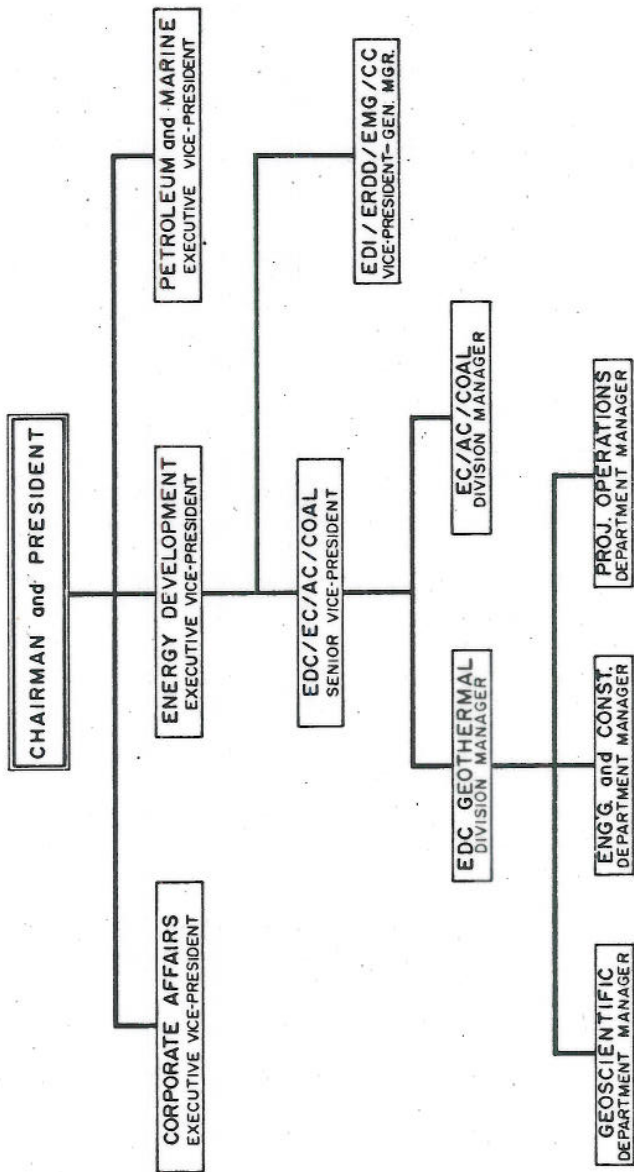 CHAIRMAN and PRESIDENT
CORPORATE AFFAIRS
EXECUTIVE VICE-PRESIDENT
ENERGY DEVELOPMENT
EXECUTIVE VICE-PRESIDENT
PETROLEUM and MARINE
EXECUTIVE VICE-PRESIDENT
EDC/EC/AC/COAL
SENIOR VICE-PRESIDENT
EDI/ERDD/EMG/CC
VICE-PRESIDENT-GEN. MGR.
EDC GEOTHERMAL
DIVISION MANAGER
EC/AC/COAL
DIVISION MANAGER
GEOSCIENTIFIC
DEPARTMENT MANAGER
ENG'G. and CONST.
DEPARTMENT MANAGER
PROJ. OPERATIONS
DEPARTMENT MANAGER